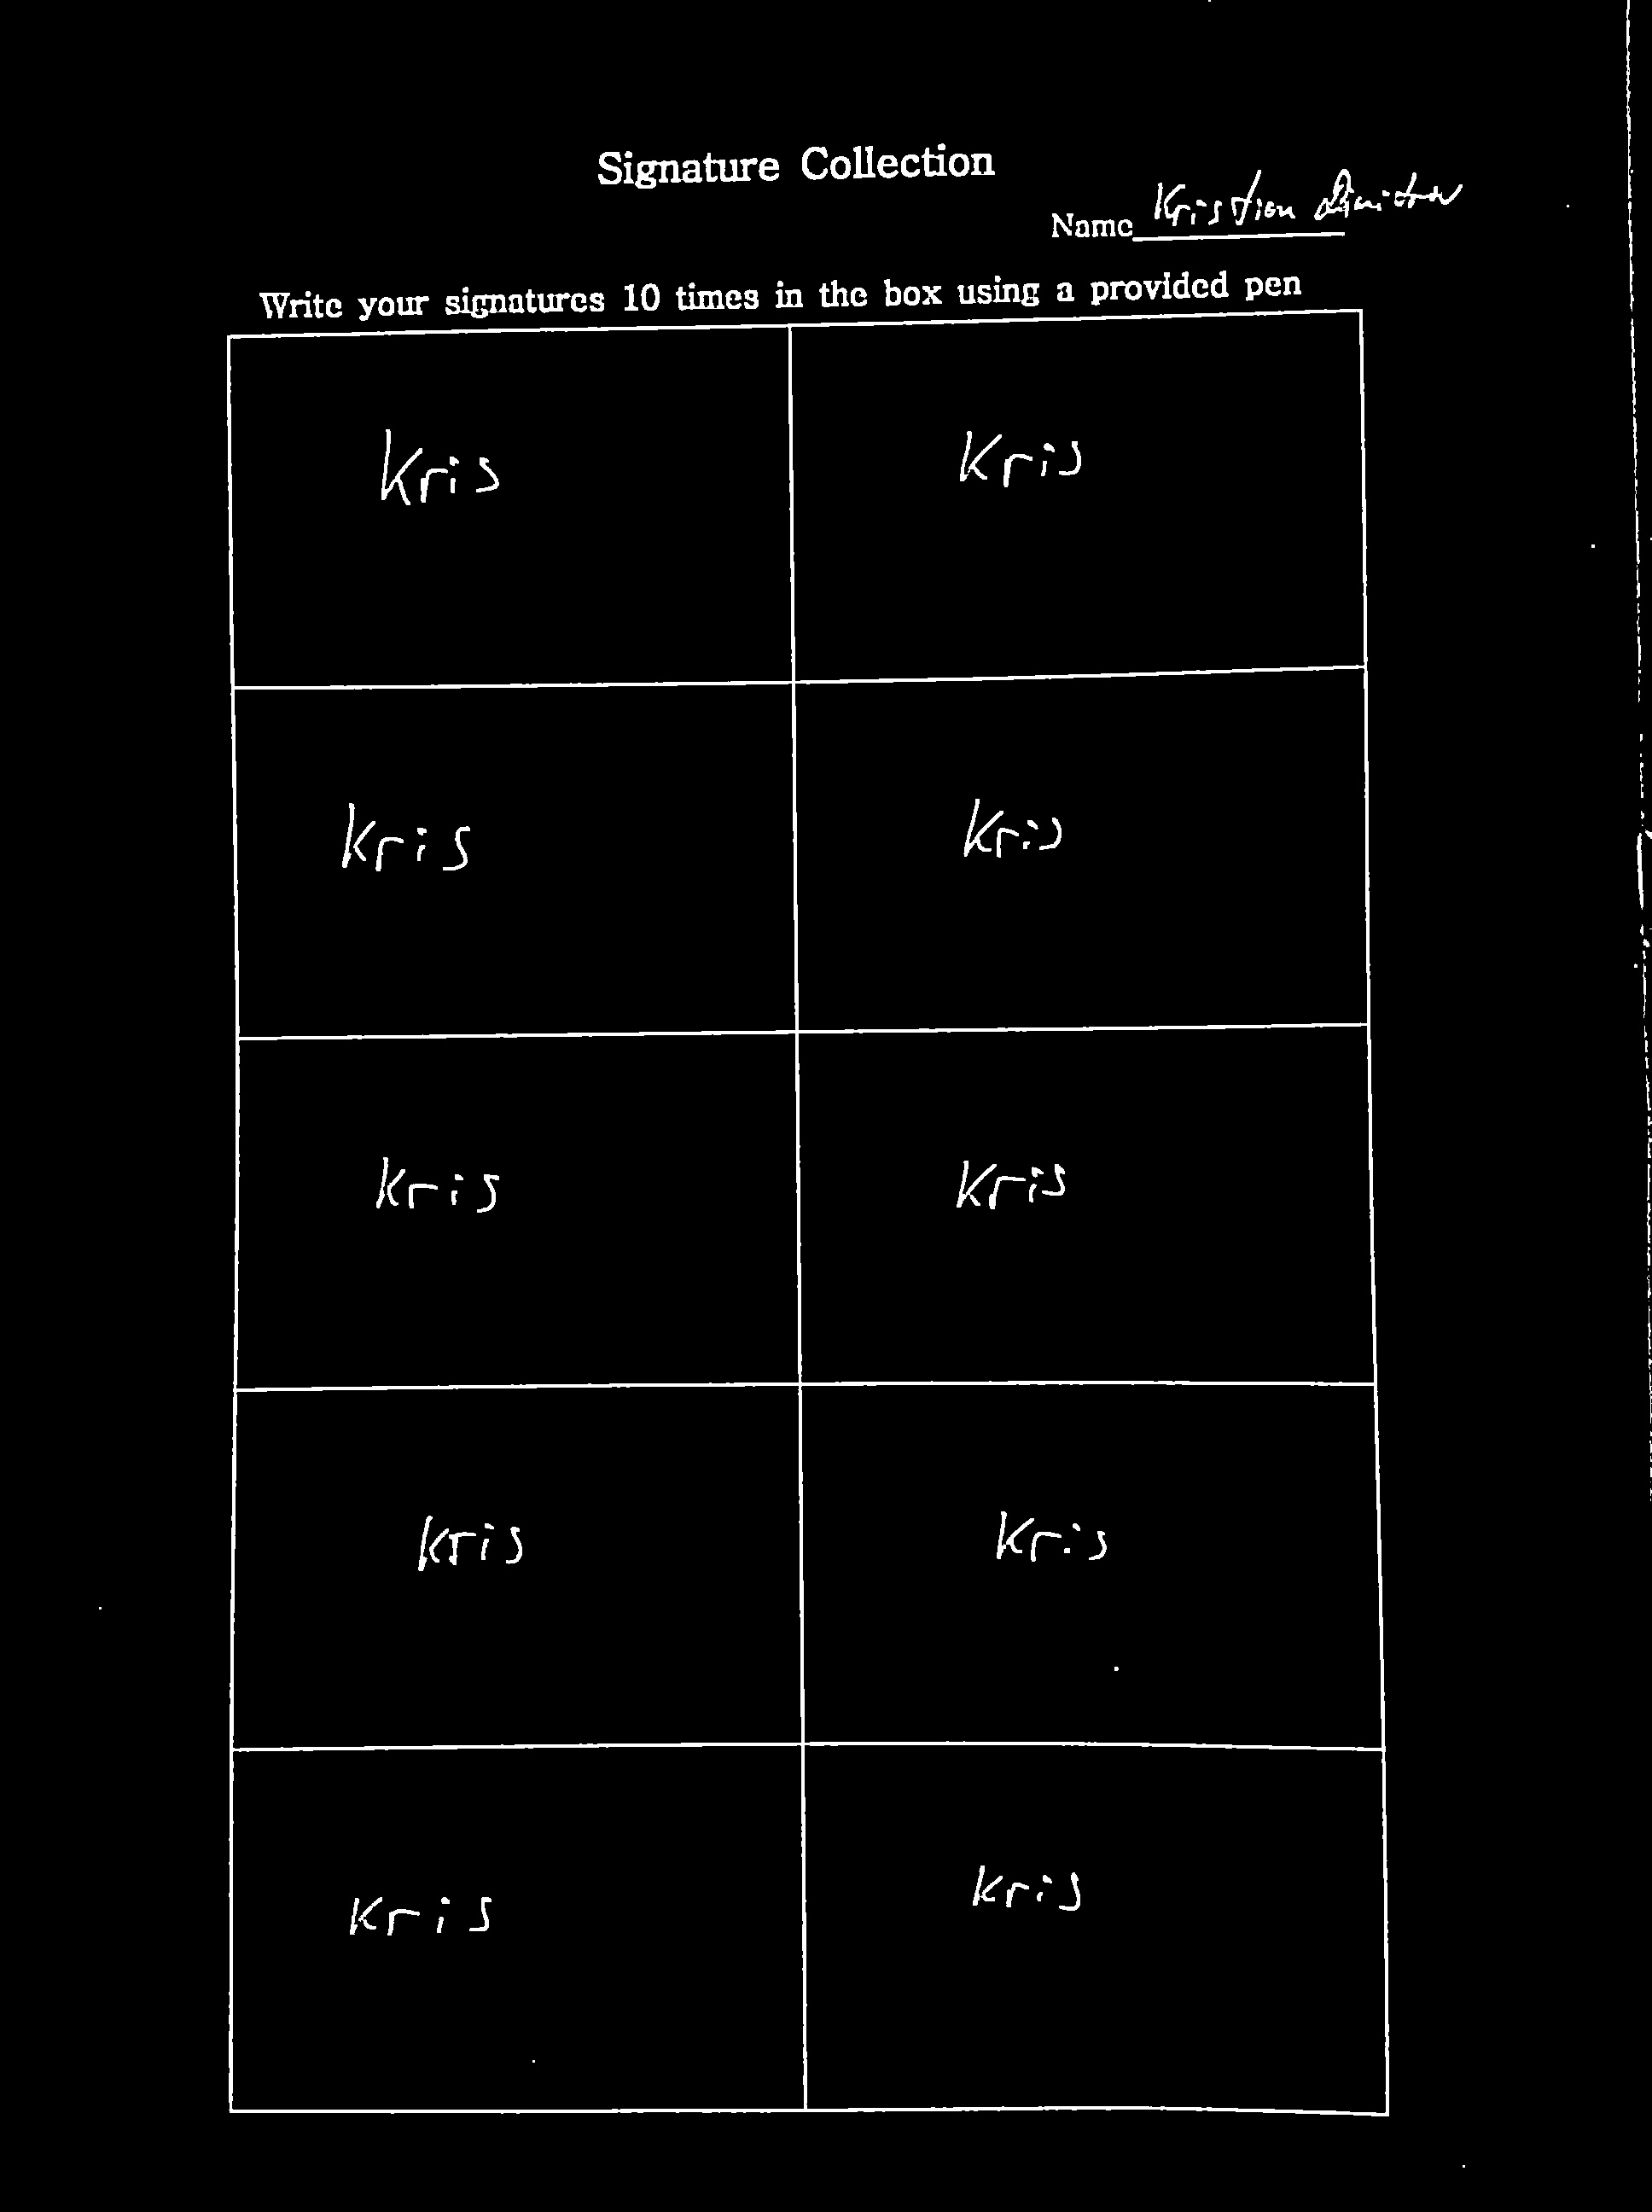 Signature Collection
Name Kristian Dimitrov
Write your signatures 10 times in the box using a provided pen
Kris Kris
Kris Kris
Kris Kris
Kris Kris
Kris Kris